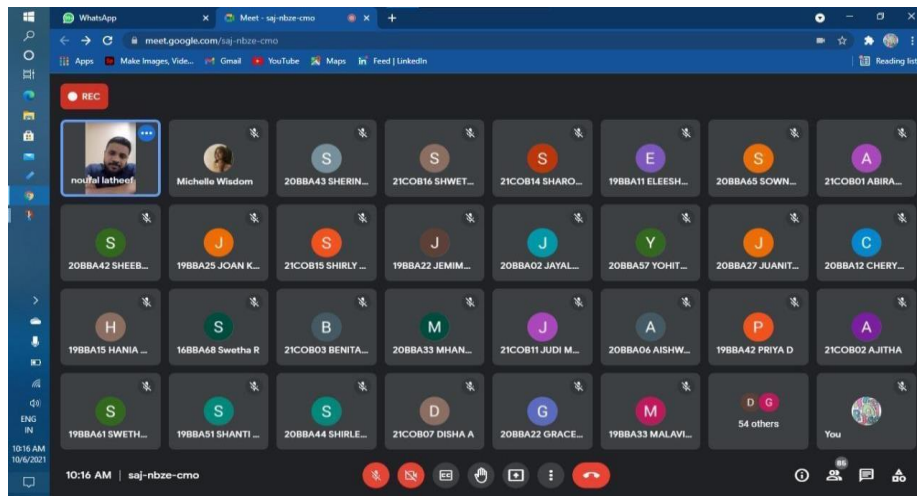 WhatsApp
Meet - saj-nbze-cmo
meet.google.com/saj-nbze-cmo
Apps
Make Images, Vide...
Gmail
YouTube
Maps
Feed | LinkedIn
Reading list
REC
noufal latheef
Michelle Wisdom
S
20BBA43 SHERIN...
S
21COB16 SHWET...
S
21COB14 SHARO...
E
19BBA11 ELEESH...
S
20BBA65 SOWN...
A
21COB01 ABIRA...
S
20BBA42 SHEEB...
J
19BBA25 JOAN K...
S
21COB15 SHIRLY ...
J
19BBA22 JEMIM...
J
20BBA02 JAYAL...
Y
20BBA57 YOHIT...
J
20BBA27 JUANIT...
C
20BBA12 CHERY...
H
19BBA15 HANIA ...
S
16BBA68 Swetha R
B
21COB03 BENITA...
M
20BBA33 MHAN...
J
21COB11 JUDI M...
A
20BBA06 AISHW...
P
19BBA42 PRIYA D
A
21COB02 AJITHA
S
19BBA61 SWETH...
S
19BBA51 SHANTI ...
S
20BBA44 SHIRLE...
D
21COB07 DISHA A
G
20BBA22 GRACE...
M
19BBA33 MALAVI...
D G
54 others
You
ENG
IN
10:16 AM
10/6/2021
10:16 AM | saj-nbze-cmo
CC
85